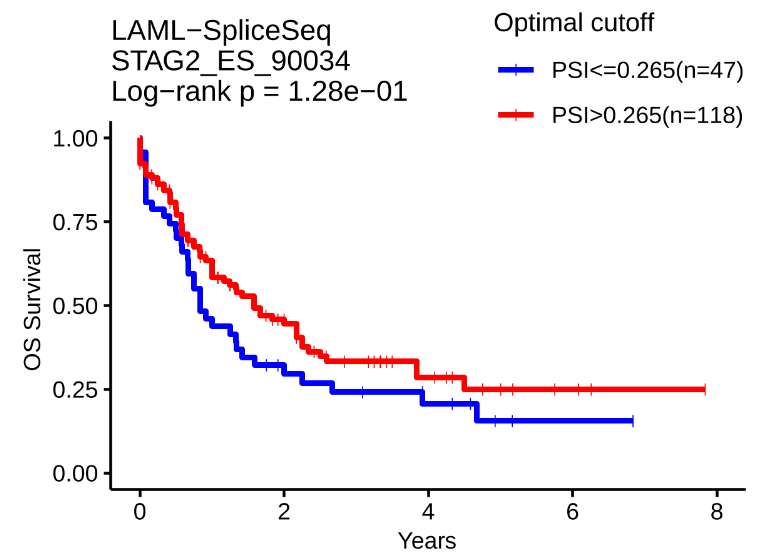 LAML−SpliceSeq
STAG2_ES_90034
Log−rank p = 1.28e−01
Optimal cutoff
PSI<=0.265(n=47)
PSI>0.265(n=118)
OS Survival
1.00
0.75
0.50
0.25
0.00
0 2 4 6 8
Years